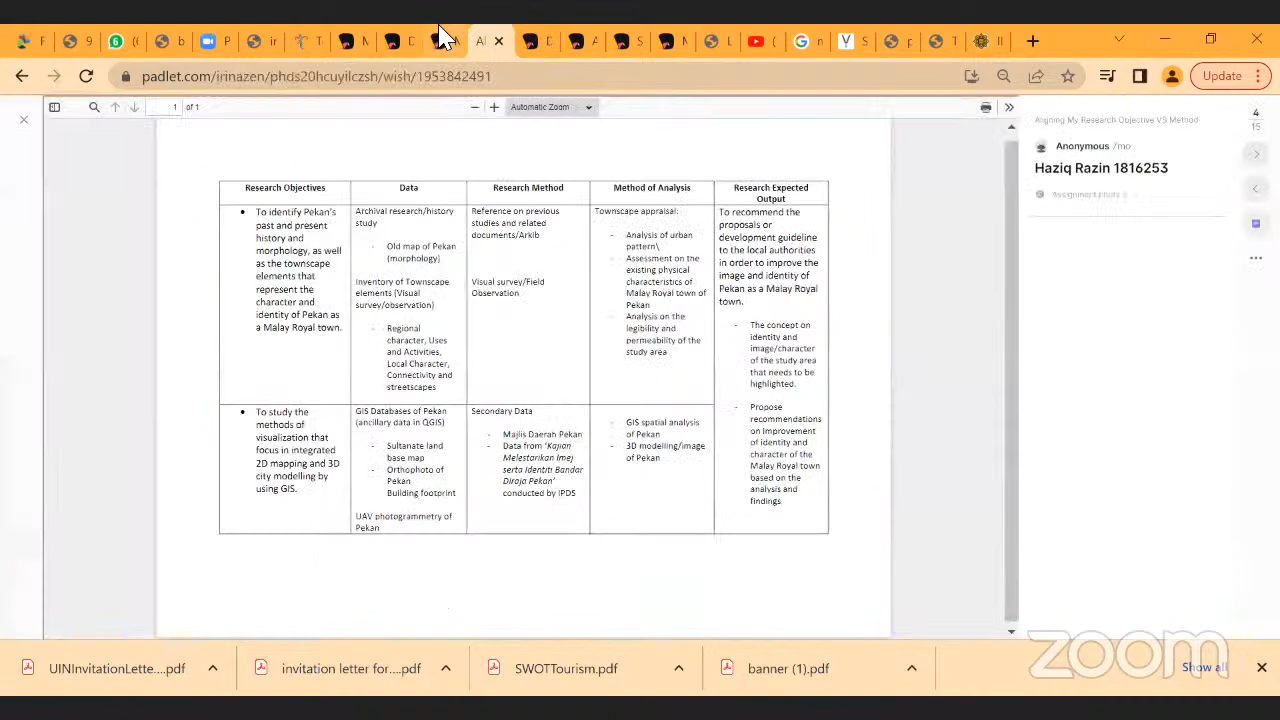 padlet.com/irinazen/phds20hcuyilczsh/wish/1953842491
Update
1 of 1
Automatic Zoom
Aligning My Research Objective VS Method
4
15
Anonymous 7mo
Haziq Razin 1816253
Assignment photo
Research Objectives
Data
Research Method
Method of Analysis
Research Expected
Output
To identify Pekan's
past and present
history and
morphology, as well
as the townscape
elements that
represent the
character and
identity of Pekan as
a Malay Royal town.
Archival research/history
study
- Old map of Pekan
(morphology)
Inventory of Townscape
elements (Visual
survey/observation)
- Regional
character, Uses
and Activities,
Local Character,
Connectivity and
streetscapes
Reference on previous
studies and related
documents/Arkib
Visual survey/Field
Observation
Townscape appraisal:
- Analysis of urban
pattern\
- Assessment on the
existing physical
characteristics of
Malay Royal town of
Pekan
- Analysis on the
legibility and
permeability of the
study area
To recommend the
proposals or
development guideline
to the local authorities
in order to improve the
image and identity of
Pekan as a Malay Royal
town.
- The concept on
identity and
image/character
of the study area
that needs to be
highlighted.
- Propose
recommendations
on improvement
of identity and
character of the
Malay Royal town
based on the
analysis and
findings
To study the
methods of
visualization that
focus in integrated
2D mapping and 3D
city modelling by
using GIS.
GIS Databases of Pekan
(ancillary data in QGIS)
- Sultanate land
base map
- Orthophoto of
Pekan
Building footprint
UAV photogrammetry of
Pekan
Secondary Data
- Majlis Daerah Pekan
- Data from 'Kajian
Melestarikan Imej
serta Identiti Bandar
Diraja Pekan'
conducted by IPDS
- GIS spatial analysis
of Pekan
- 3D modelling/image
of Pekan
UINInvitationLette....pdf
invitation letter for....pdf
SWOTTourism.pdf
banner (1).pdf
Show all
zoom